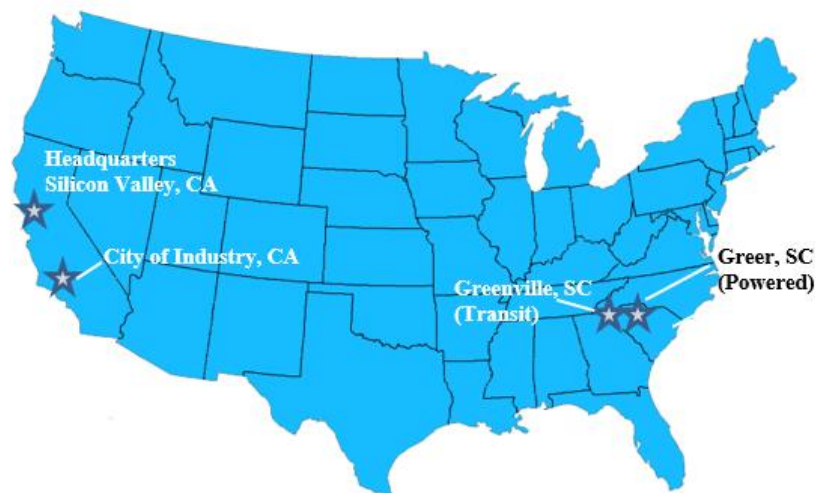 Headquarters
Silicon Valley, CA
City of Industry, CA
Greenville, SC
(Transit)
Greer, SC
(Powered)